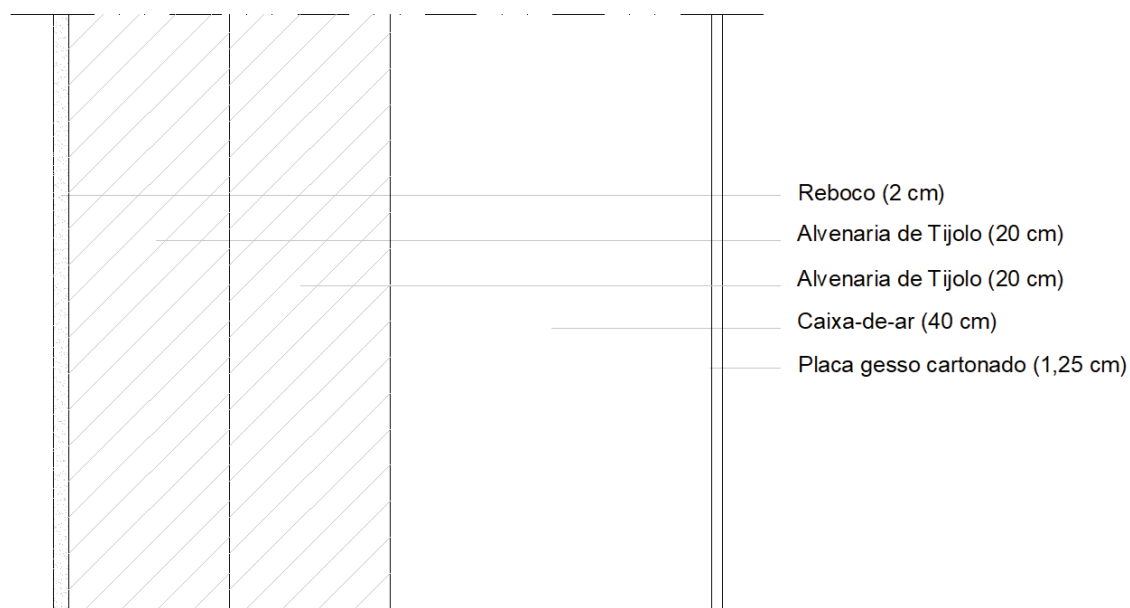 Reboco (2 cm)
Alvenaria de Tijolo (20 cm)
Alvenaria de Tijolo (20 cm)
Caixa-de-ar (40 cm)
Placa gesso cartonado (1,25 cm)